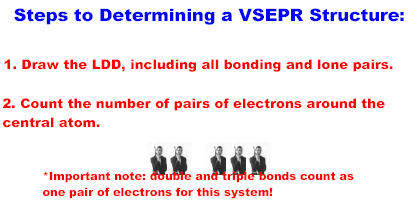 Steps to Determining a VSEPR Structure:
1. Draw the LDD, including all bonding and lone pairs.
2. Count the number of pairs of electrons around the
central atom.
*Important note: double and triple bonds count as
one pair of electrons for this system!